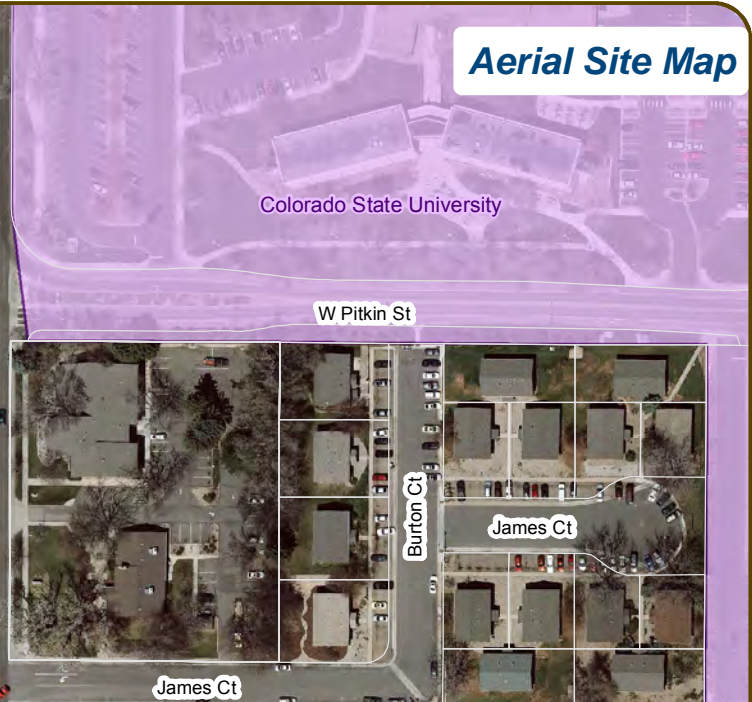 Aerial Site Map
Colorado State University
W Pitkin St
Burton Ct
James Ct
James Ct